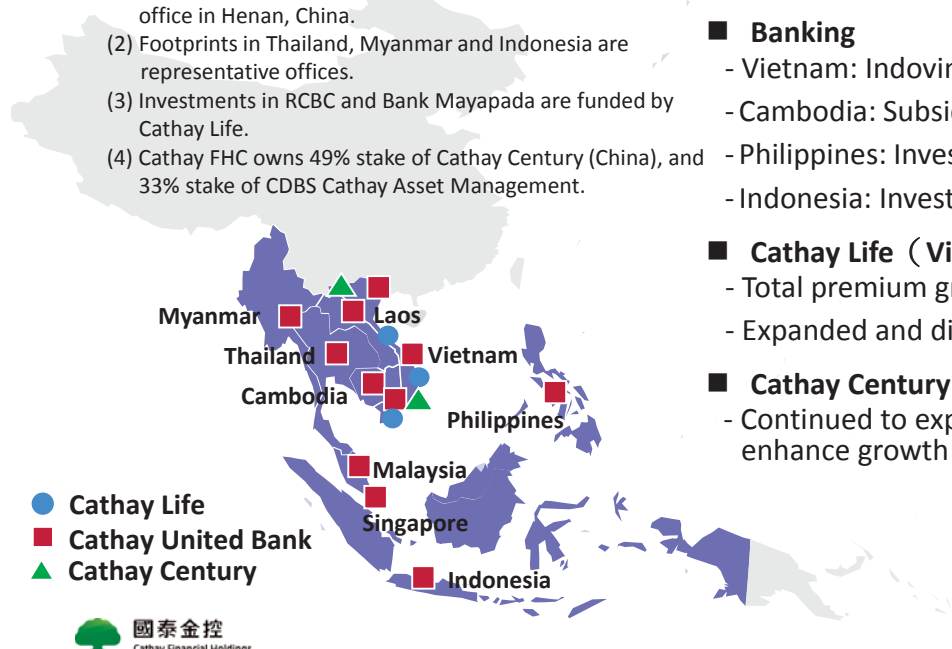 office in Henan, China.
(2) Footprints in Thailand, Myanmar and Indonesia are
representative offices.
(3) Investments in RCBC and Bank Mayapada are funded by
Cathay Life.
(4) Cathay FHC owns 49% stake of Cathay Century (China), and
33% stake of CDBS Cathay Asset Management.
Myanmar
Laos
Thailand
Vietnam
Cambodia
Philippines
Malaysia
Singapore
Indonesia
Cathay Life
Cathay United Bank
Cathay Century
國泰金控
Cathay Financial Holdings
■ Banking
- Vietnam: Indovin
- Cambodia: Subsi
- Philippines: Inves
- Indonesia: Invest
■ Cathay Life（Vi
- Total premium g
- Expanded and di
■ Cathay Century
- Continued to exp
enhance growth